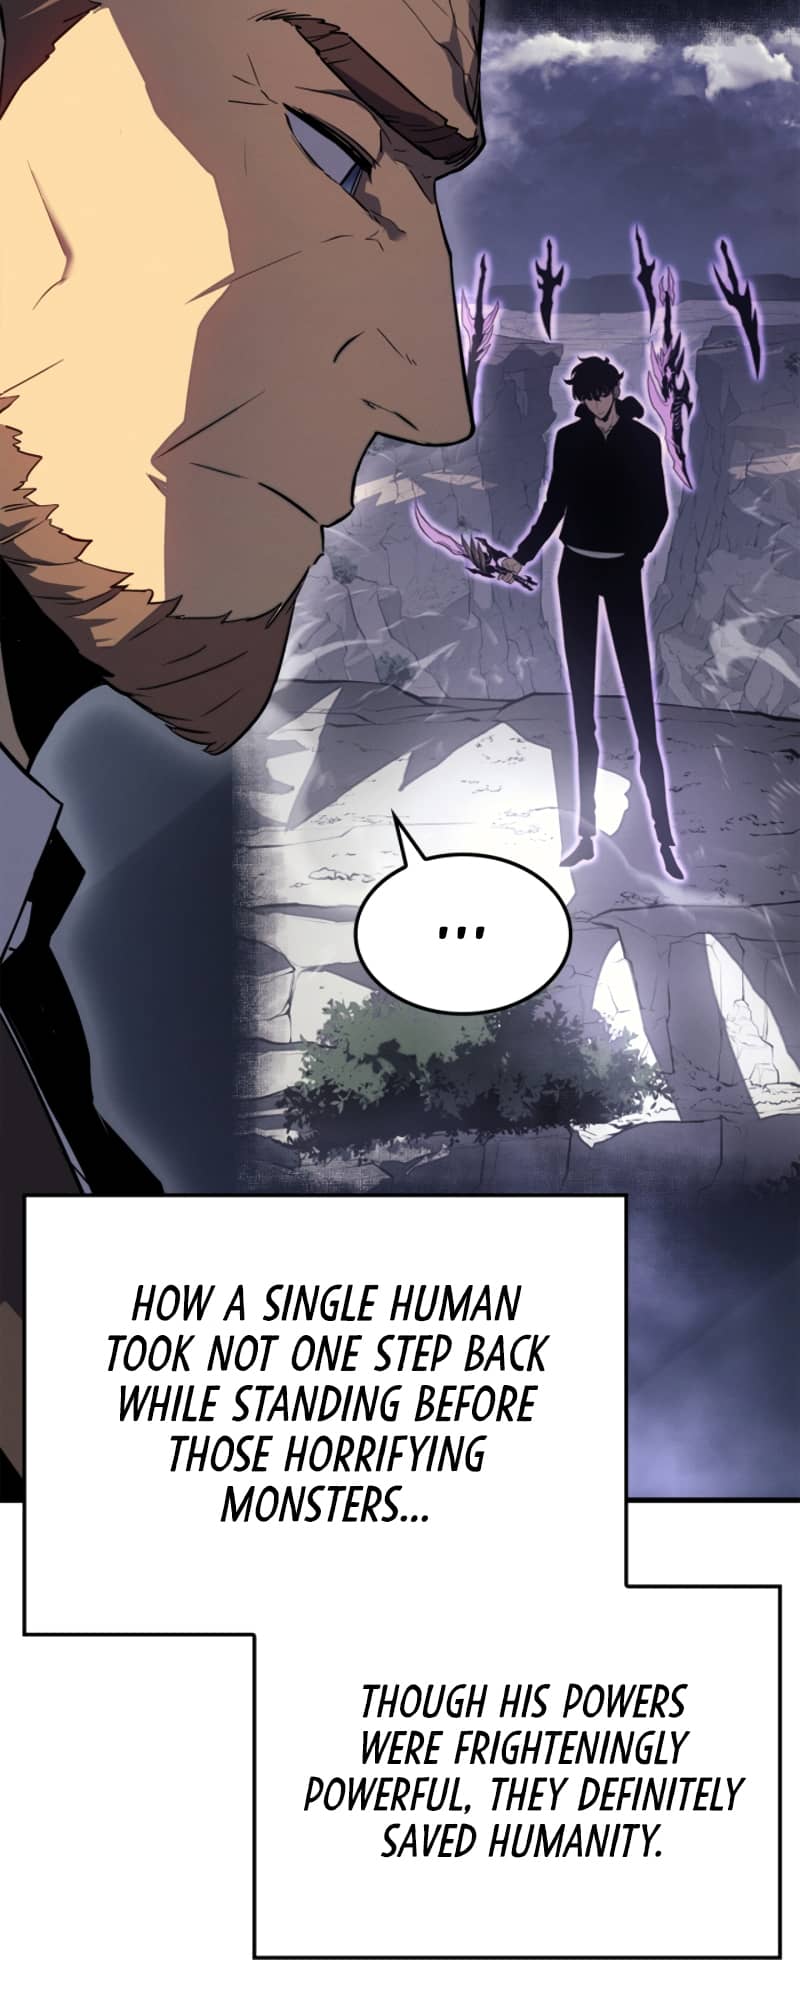 ...
HOW A SINGLE HUMAN
TOOK NOT ONE STEP BACK
WHILE STANDING BEFORE
THOSE HORRIFYING
MONSTERS...
THOUGH HIS POWERS
WERE FRIGHTENINGLY
POWERFUL, THEY DEFINITELY
SAVED HUMANITY.